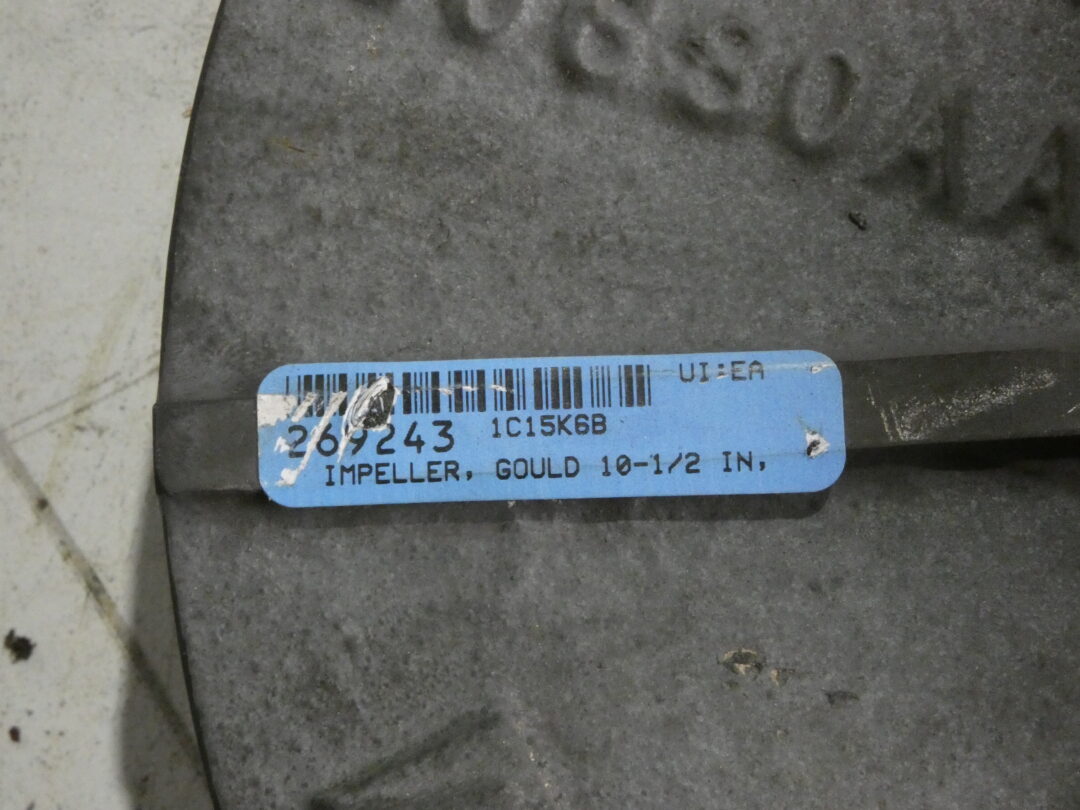 UI:EA
269243 1C15K6B
IMPELLER, GOULD 10-1/2 IN,